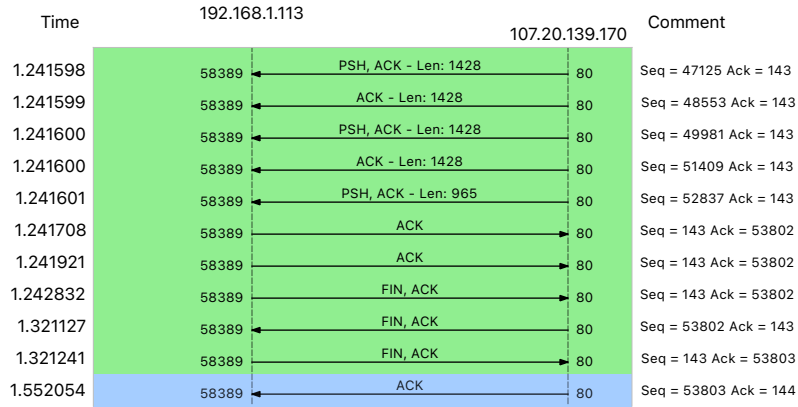 Time 192.168.1.113 107.20.139.170 Comment
1.241598 58389 PSH, ACK - Len: 1428 80 Seq = 47125 Ack = 143
1.241599 58389 ACK - Len: 1428 80 Seq = 48553 Ack = 143
1.241600 58389 PSH, ACK - Len: 1428 80 Seq = 49981 Ack = 143
1.241600 58389 ACK - Len: 1428 80 Seq = 51409 Ack = 143
1.241601 58389 PSH, ACK - Len: 965 80 Seq = 52837 Ack = 143
1.241708 58389 ACK 80 Seq = 143 Ack = 53802
1.241921 58389 ACK 80 Seq = 143 Ack = 53802
1.242832 58389 FIN, ACK 80 Seq = 143 Ack = 53802
1.321127 58389 FIN, ACK 80 Seq = 53802 Ack = 143
1.321241 58389 FIN, ACK 80 Seq = 143 Ack = 53803
1.552054 58389 ACK 80 Seq = 53803 Ack = 144